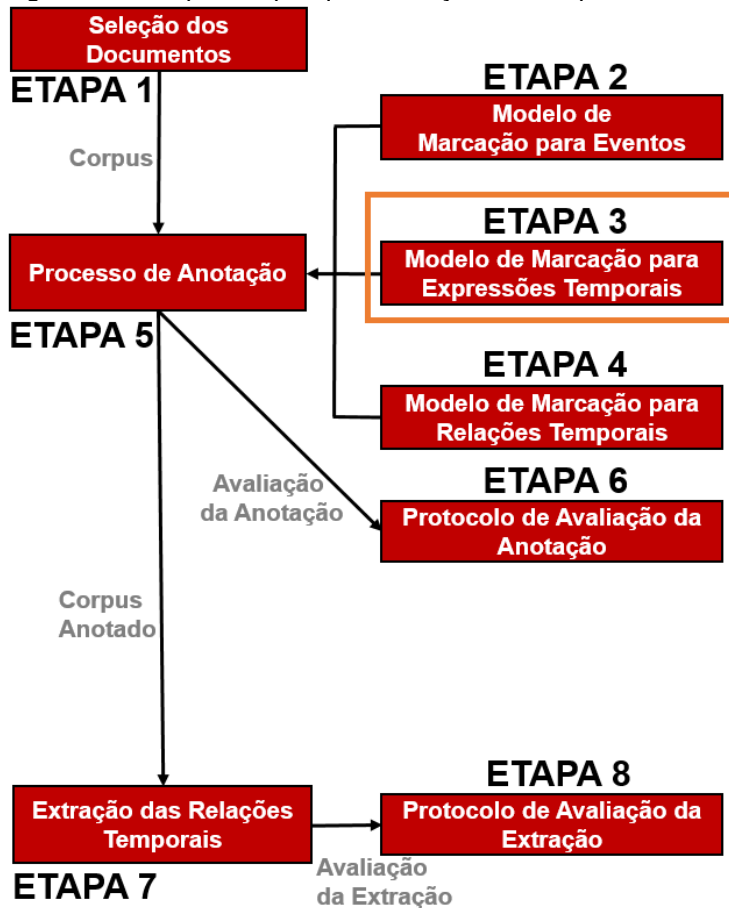 Seleção dos
Documentos
ETAPA 1
Corpus
ETAPA 2
Modelo de
Marcação para Eventos
ETAPA 3
Modelo de Marcação para
Expressões Temporais
Processo de Anotação
ETAPA 5
ETAPA 4
Modelo de Marcação para
Relações Temporais
Avaliação
da Anotação
ETAPA 6
Protocolo de Avaliação da
Anotação
Corpus
Anotado
Extração das Relações
Temporais
ETAPA 7
Avaliação
da Extração
ETAPA 8
Protocolo de Avaliação da
Extração